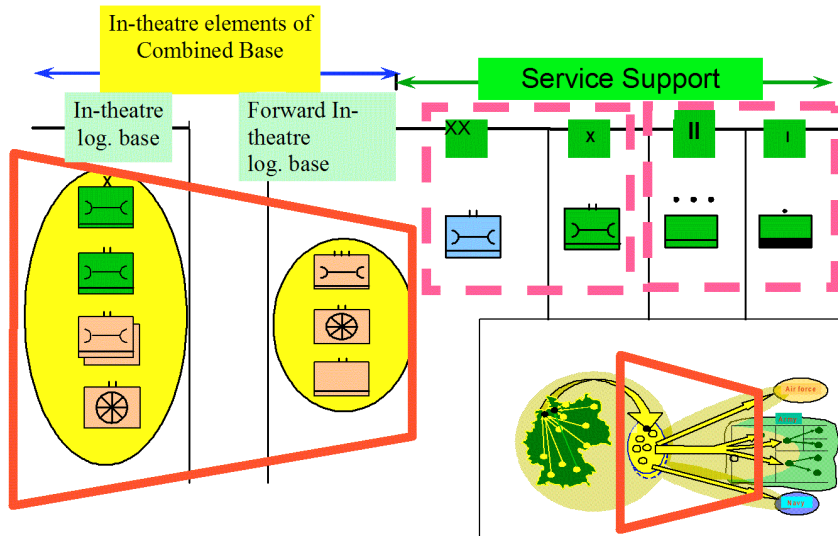 In-theatre elements of
Combined Base
Service Support
In-theatre
log. base
Forward In-
theatre
log. base
XX
X
II
I
X
Air force
Army
Navy